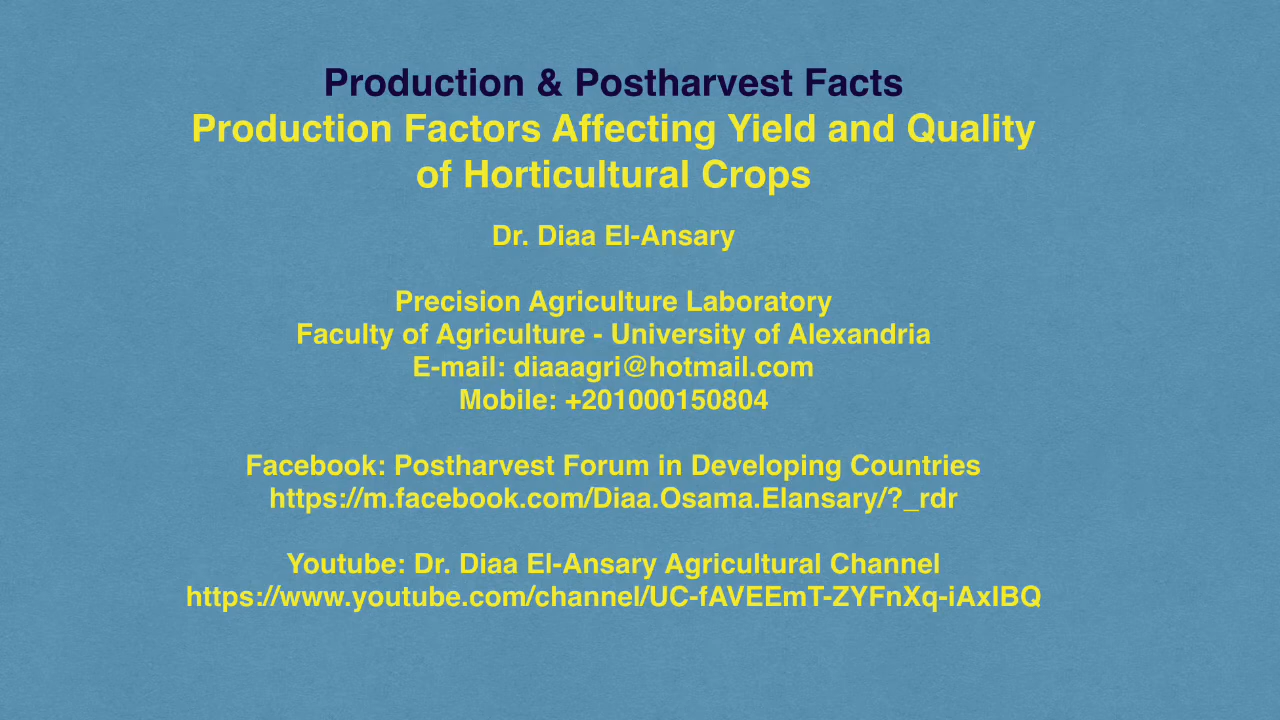 Production & Postharvest Facts
Production Factors Affecting Yield and Quality
of Horticultural Crops
Dr. Diaa El-Ansary
Precision Agriculture Laboratory
Faculty of Agriculture - University of Alexandria
E-mail: diaaagri@hotmail.com
Mobile: +201000150804
Facebook: Postharvest Forum in Developing Countries
https://m.facebook.com/Diaa.Osama.Elansary/?_rdr
Youtube: Dr. Diaa El-Ansary Agricultural Channel
https://www.youtube.com/channel/UC-fAVEEmT-ZYFnXq-iAxIBQ